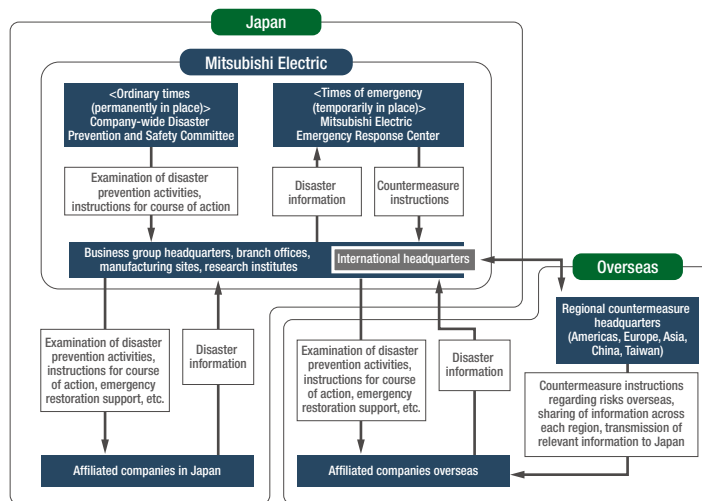 Japan
Mitsubishi Electric
<Ordinary times
(permanently in place)>
Company-wide Disaster
Prevention and Safety Committee
<Times of emergency
(temporarily in place)>
Mitsubishi Electric
Emergency Response Center
Examination of disaster
prevention activities,
instructions for course of action
Disaster
information
Countermeasure
instructions
Business group headquarters, branch offices,
manufacturing sites, research institutes
International headquarters
Overseas
Regional countermeasure
headquarters
(Americas, Europe, Asia,
China, Taiwan)
Examination of disaster
prevention activities,
instructions for course
of action, emergency
restoration support, etc.
Disaster
information
Examination of disaster
prevention activities,
instructions for course
of action, emergency
restoration support, etc.
Disaster
information
Countermeasure instructions
regarding risks overseas,
sharing of information across
each region, transmission of
relevant information to Japan
Affiliated companies in Japan
Affiliated companies overseas